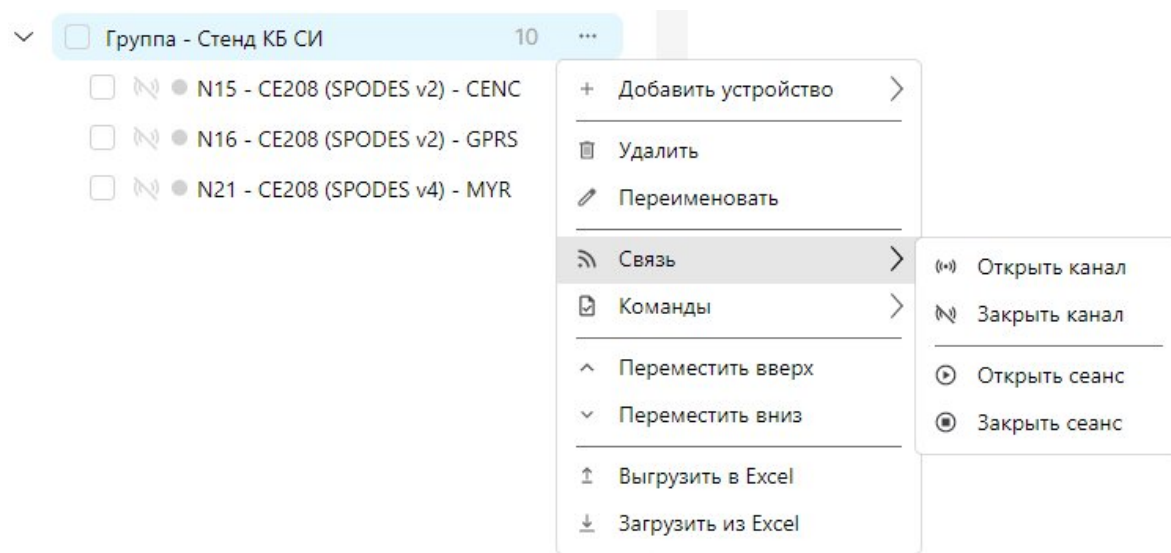 Группа - Стенд КБ СИ 10 ...
N15 - CE208 (SPODES v2) - CENC
N16 - CE208 (SPODES v2) - GPRS
N21 - CE208 (SPODES v4) - MYR
Добавить устройство
Удалить
Переименовать
Связь
Команды
Переместить вверх
Переместить вниз
Выгрузить в Excel
Загрузить из Excel
Открыть канал
Закрыть канал
Открыть сеанс
Закрыть сеанс